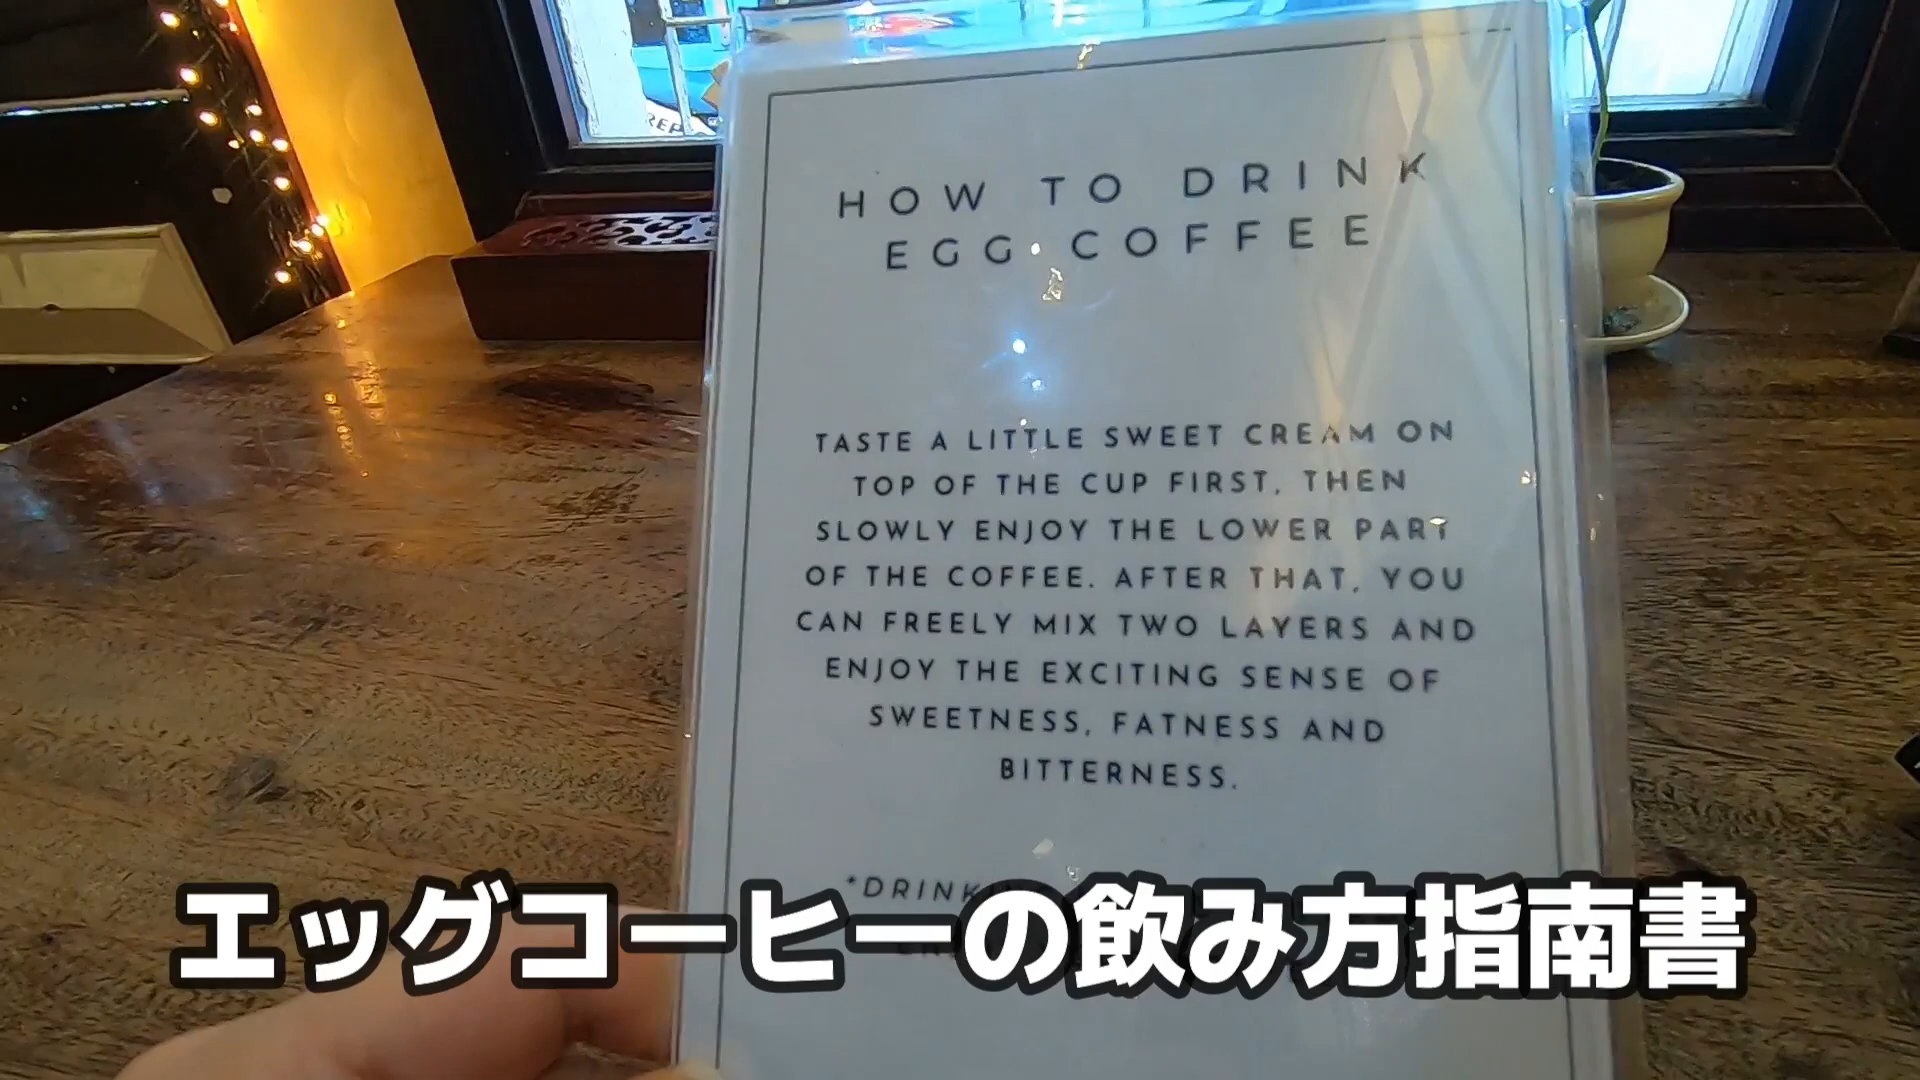 REP
HOW TO DRINK
EGG COFFEE
TASTE A LITTLE SWEET CREAM ON
TOP OF THE CUP FIRST, THEN
SLOWLY ENJOY THE LOWER PART
OF THE COFFEE. AFTER THAT, YOU
CAN FREELY MIX TWO LAYERS AND
ENJOY THE EXCITING SENSE OF
SWEETNESS, FATNESS AND
BITTERNESS.
エッグコーヒーの飲み方指南書